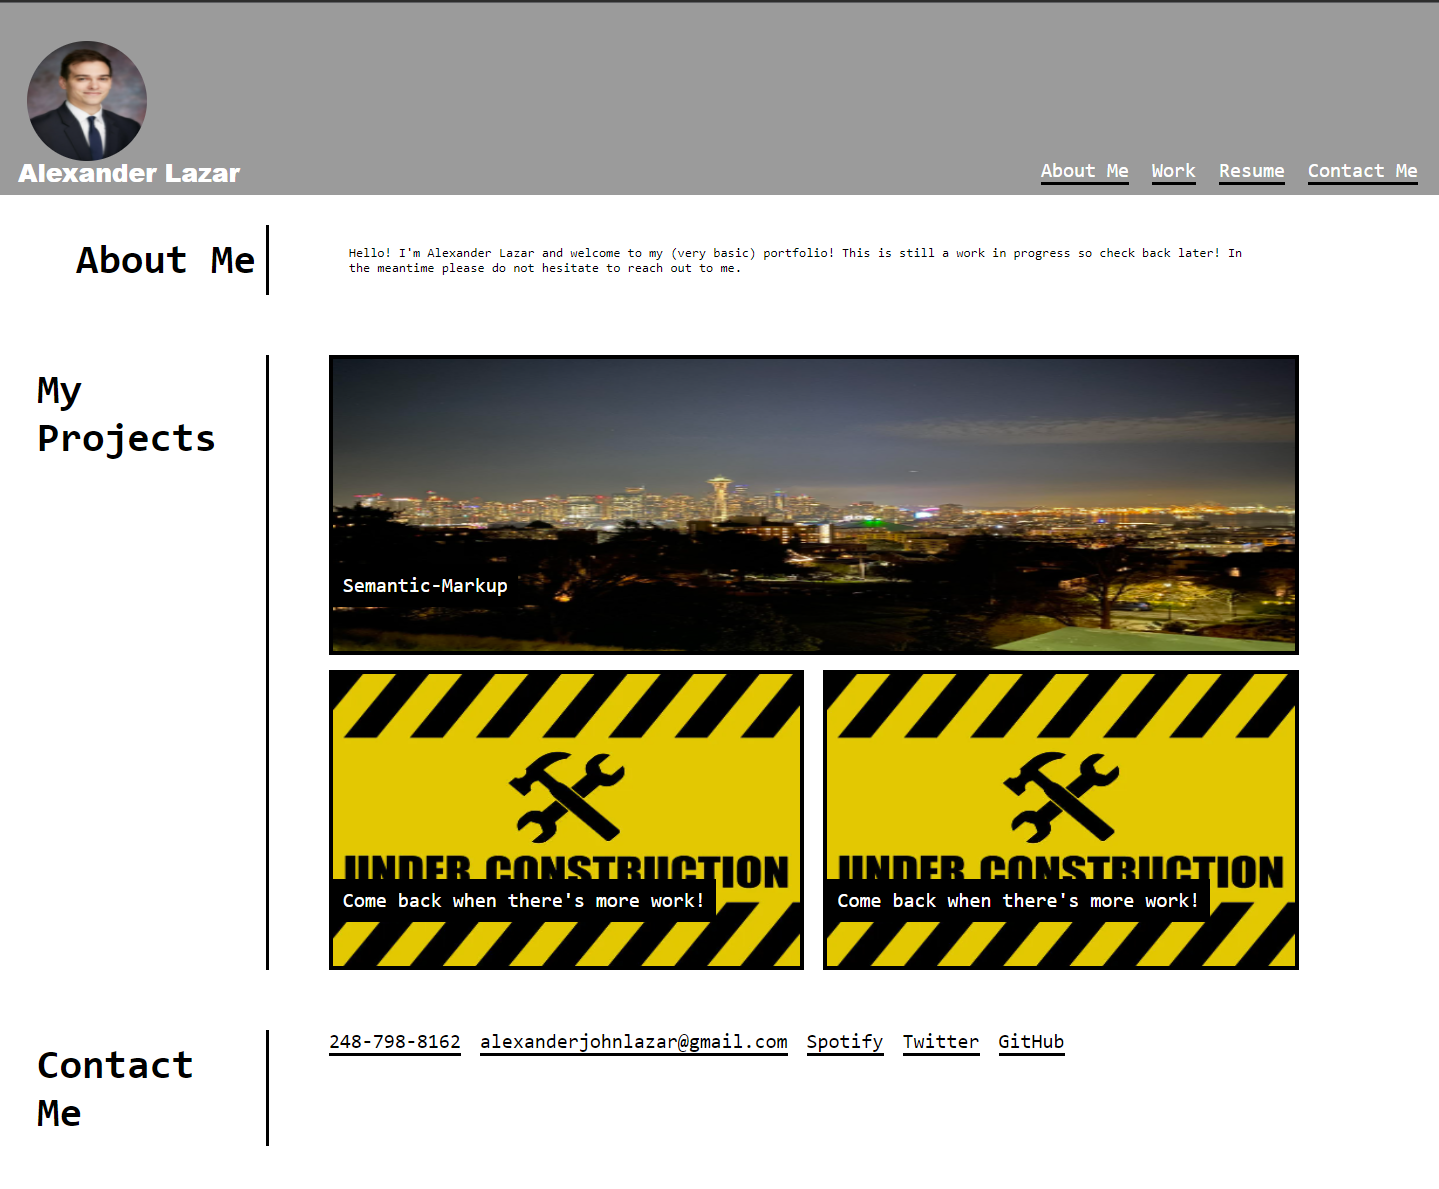 Alexander Lazar
About Me Work Resume Contact Me
About Me
Hello! I'm Alexander Lazar and welcome to my (very basic) portfolio! This is still a work in progress so check back later! In
the meantime please do not hesitate to reach out to me.
My
Projects
Semantic-Markup
UNDER CONSTRUCTION
Come back when there's more work!
UNDER CONSTRUCTION
Come back when there's more work!
Contact
Me
248-798-8162 alexanderjohnlazar@gmail.com Spotify Twitter GitHub